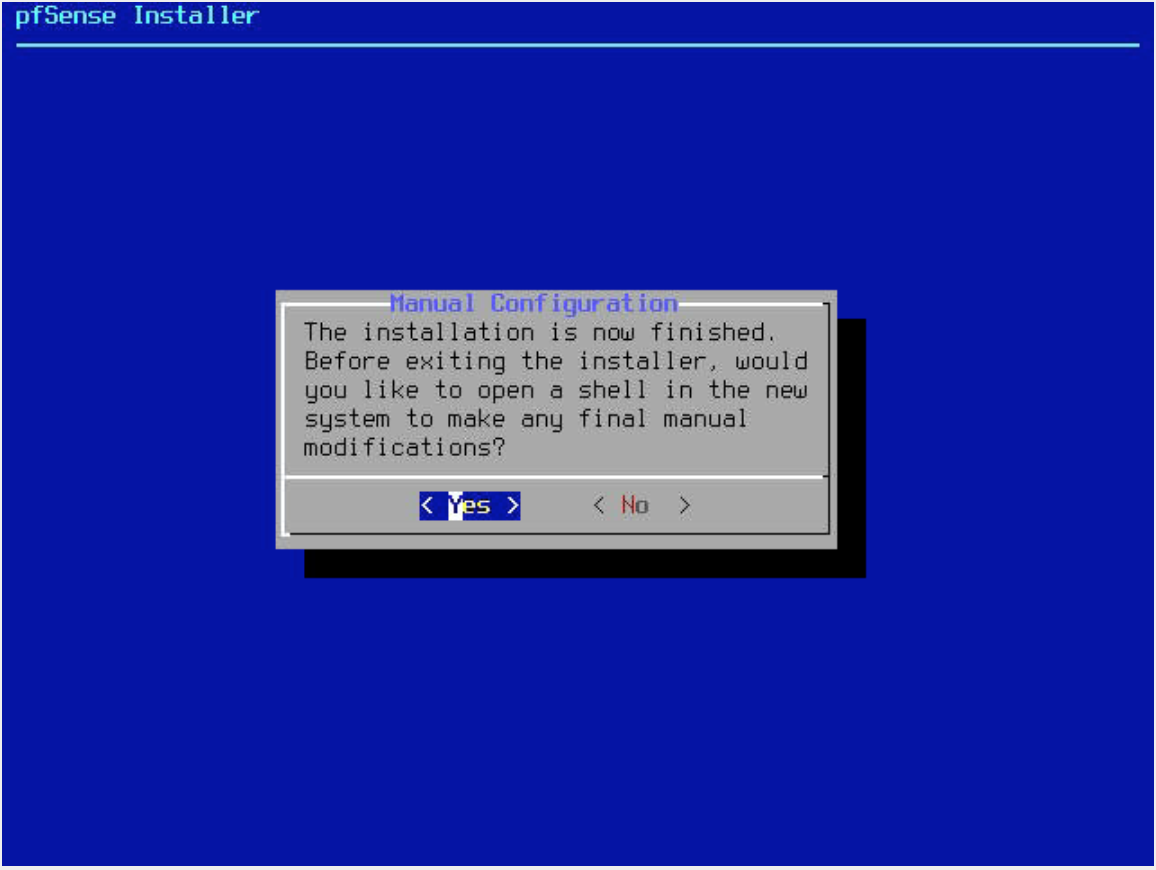 pfSense Installer
Manual Configuration
The installation is now finished.
Before exiting the installer, would
you like to open a shell in the new
system to make any final manual
modifications?
< Yes > < No >